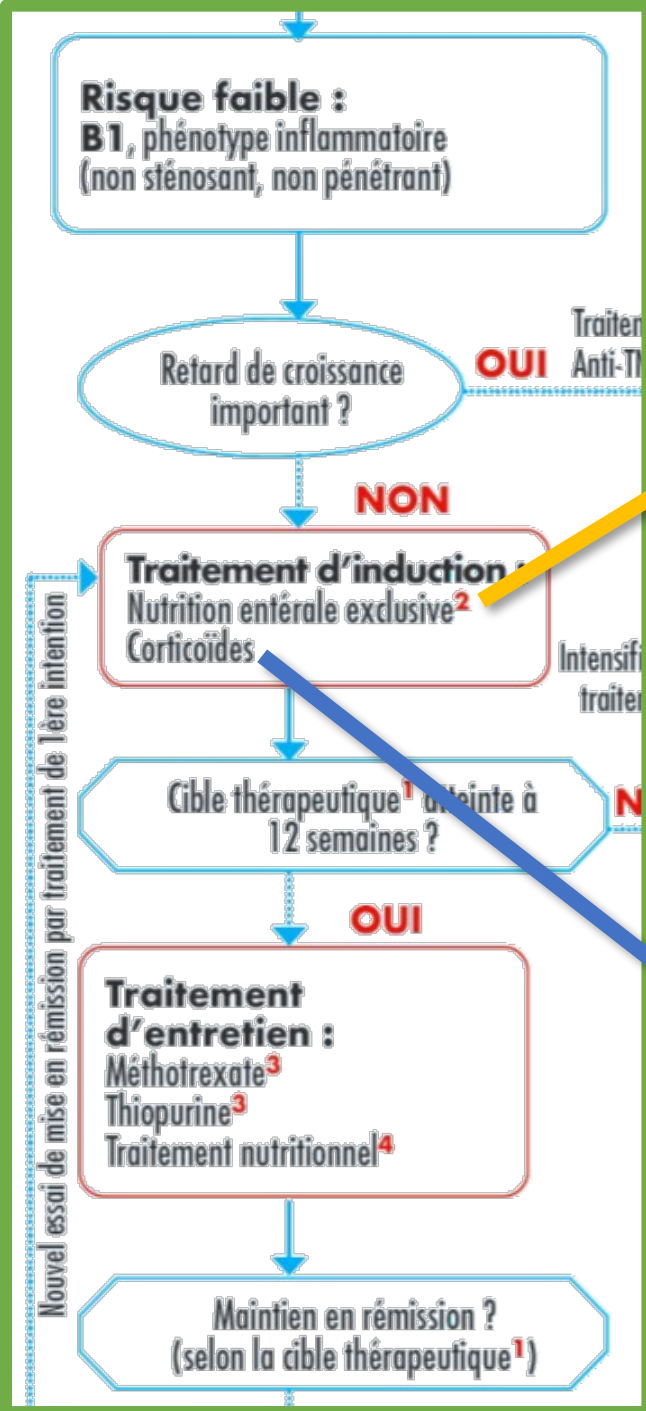 Risque faible :
B1, phénotype inflammatoire
(non sténosant, non pénétrant)
Retard de croissance
important ?
OUI
Anti-
NON
Traitement d'induction :
Nutrition entérale exclusive²
Corticoïdes
Cible thérapeutique¹ atteinte à
12 semaines ?
OUI
Traitement
d'entretien :
Méthotrexate³
Thiopurine³
Traitement nutritionnel⁴
Maintien en rémission ?
(selon la cible thérapeutique¹)
Nouvel essai de mise en rémission par traitement de 1ère intention